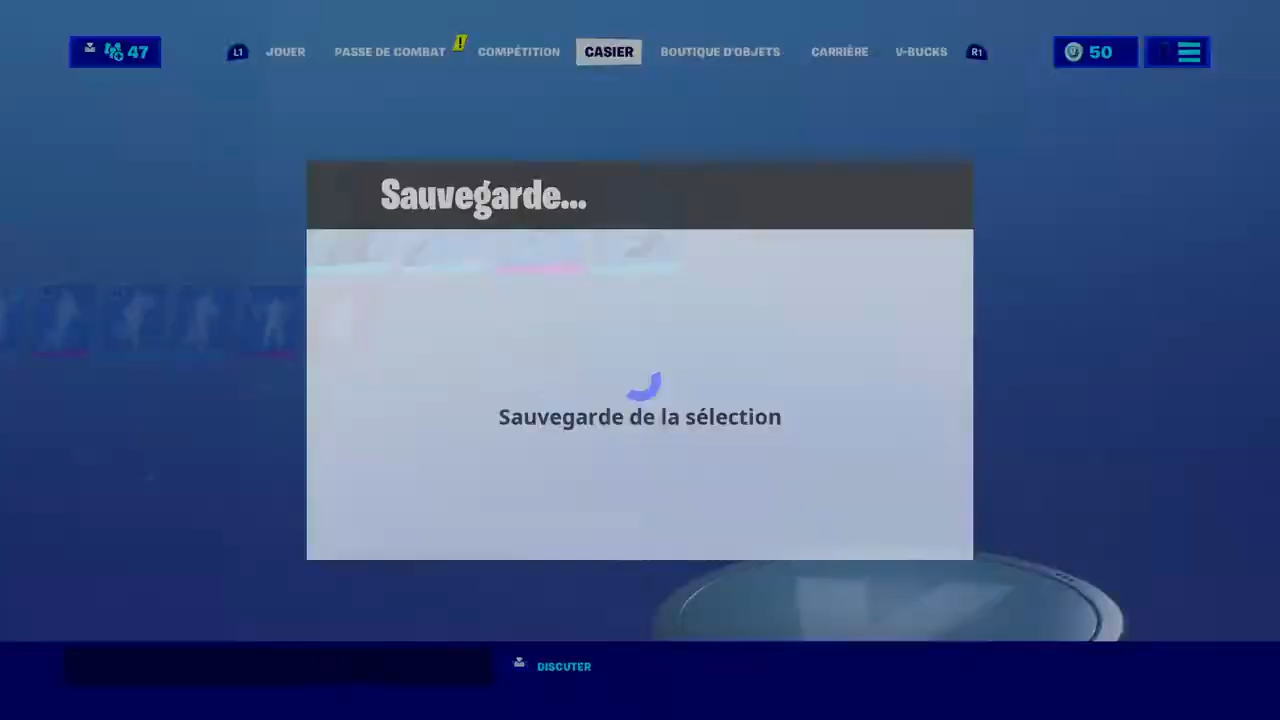 47
L1
JOUER
PASSE DE COMBAT
!
COMPÉTITION
CASIER
BOUTIQUE D'OBJETS
CARRIÈRE
V-BUCKS
R1
50
Sauvegarde...
Sauvegarde de la sélection
DISCUTER